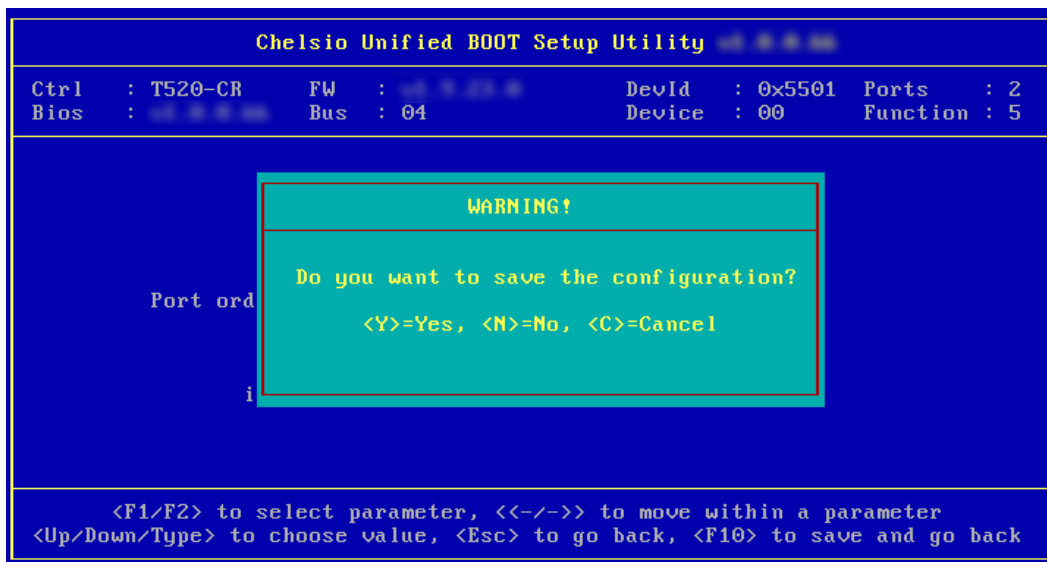 Chelsio Unified BOOT Setup Utility
Ctrl : T520-CR FW : DevId : 0x5501 Ports : 2
Bios : Bus : 04 Device : 00 Function : 5
WARNING!
Do you want to save the configuration?
Port ord
<Y>=Yes, <N>=No, <C>=Cancel
i
<F1/F2> to select parameter, <<-/->> to move within a parameter
<Up/Down/Type> to choose value, <Esc> to go back, <F10> to save and go back